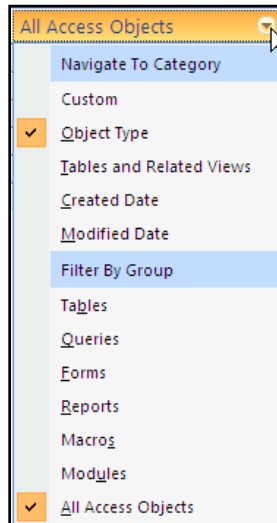 All Access Objects
Navigate To Category
Custom
Object Type
Tables and Related Views
Created Date
Modified Date
Filter By Group
Tables
Queries
Forms
Reports
Macros
Modules
All Access Objects